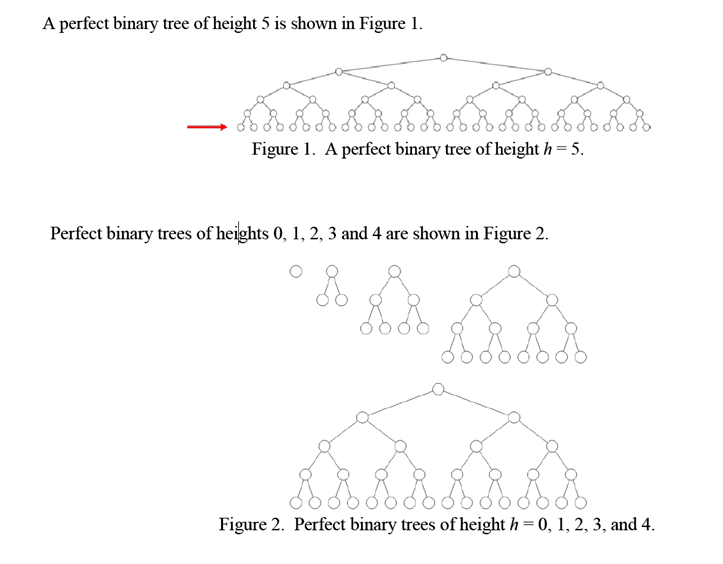 A perfect binary tree of height 5 is shown in Figure 1.
Figure 1. A perfect binary tree of height h = 5.
Perfect binary trees of heights 0, 1, 2, 3 and 4 are shown in Figure 2.
Figure 2. Perfect binary trees of height h = 0, 1, 2, 3, and 4.